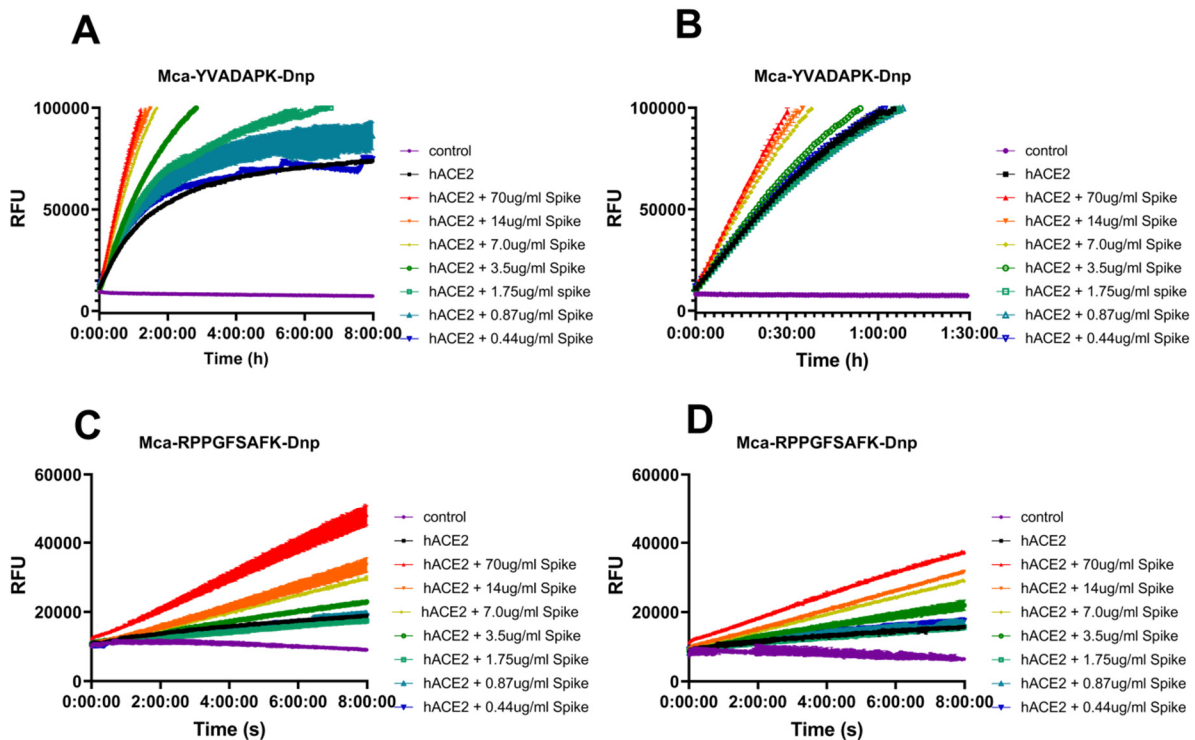 A
Mca-YVADAPK-Dnp
100000
50000
0
RFU
0:00:00 2:00:00 4:00:00 6:00:00 8:00:00
Time (h)
control
hACE2
hACE2 + 70ug/ml Spike
hACE2 + 14ug/ml Spike
hACE2 + 7.0ug/ml Spike
hACE2 + 3.5ug/ml Spike
hACE2 + 1.75ug/ml spike
hACE2 + 0.87ug/ml Spike
hACE2 + 0.44ug/ml Spike
B
Mca-YVADAPK-Dnp
100000
50000
0
RFU
0:00:00 0:30:00 1:00:00 1:30:00
Time (h)
control
hACE2
hACE2 + 70ug/ml Spike
hACE2 + 14ug/ml Spike
hACE2 + 7.0ug/ml Spike
hACE2 + 3.5ug/ml Spike
hACE2 + 1.75ug/ml spike
hACE2 + 0.87ug/ml Spike
hACE2 + 0.44ug/ml Spike
C
Mca-RPPGFSAFK-Dnp
60000
40000
20000
0
RFU
0:00:00 2:00:00 4:00:00 6:00:00 8:00:00
Time (s)
control
hACE2
hACE2 + 70ug/ml Spike
hACE2 + 14ug/ml Spike
hACE2 + 7.0ug/ml Spike
hACE2 + 3.5ug/ml Spike
hACE2 + 1.75ug/ml Spike
hACE2 + 0.87ug/ml Spike
hACE2 + 0.44ug/ml Spike
D
Mca-RPPGFSAFK-Dnp
60000
40000
20000
0
RFU
0:00:00 2:00:00 4:00:00 6:00:00 8:00:00
Time (s)
control
hACE2
hACE2 + 70ug/ml Spike
hACE2 + 14ug/ml Spike
hACE2 + 7.0ug/ml Spike
hACE2 + 3.5ug/ml Spike
hACE2 + 1.75ug/ml Spike
hACE2 + 0.87ug/ml Spike
hACE2 + 0.44ug/ml Spike